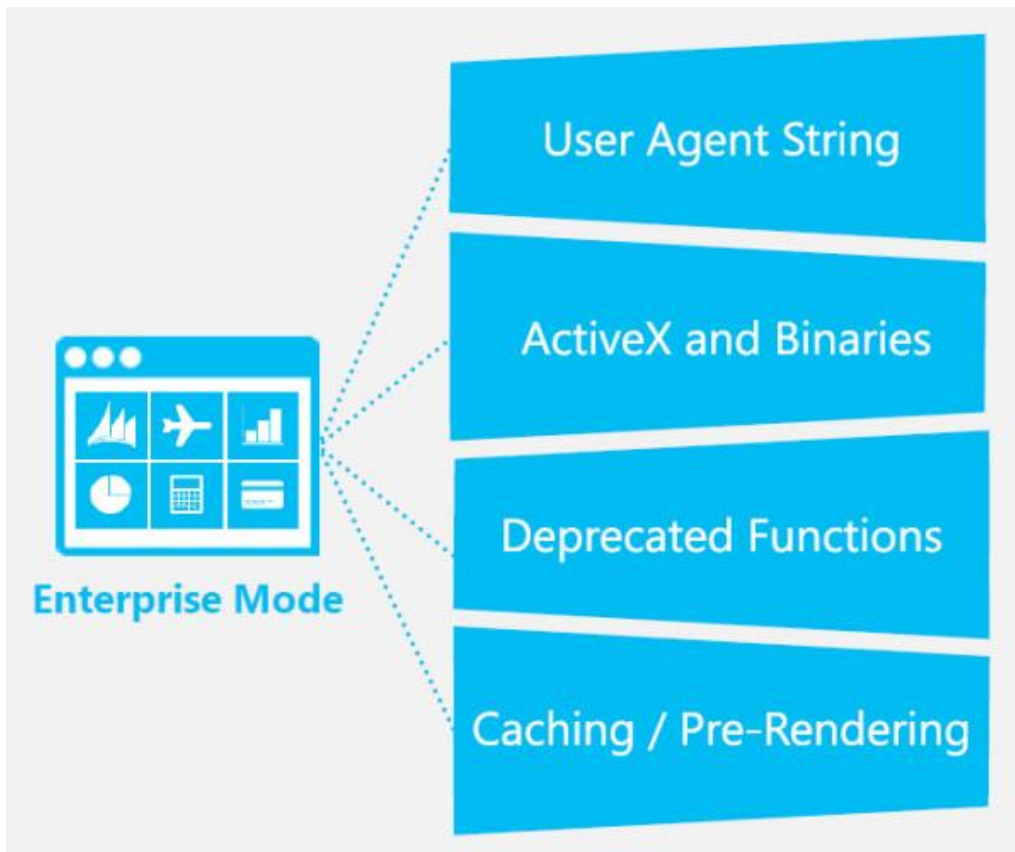 User Agent String
ActiveX and Binaries
Deprecated Functions
Caching / Pre-Rendering
Enterprise Mode